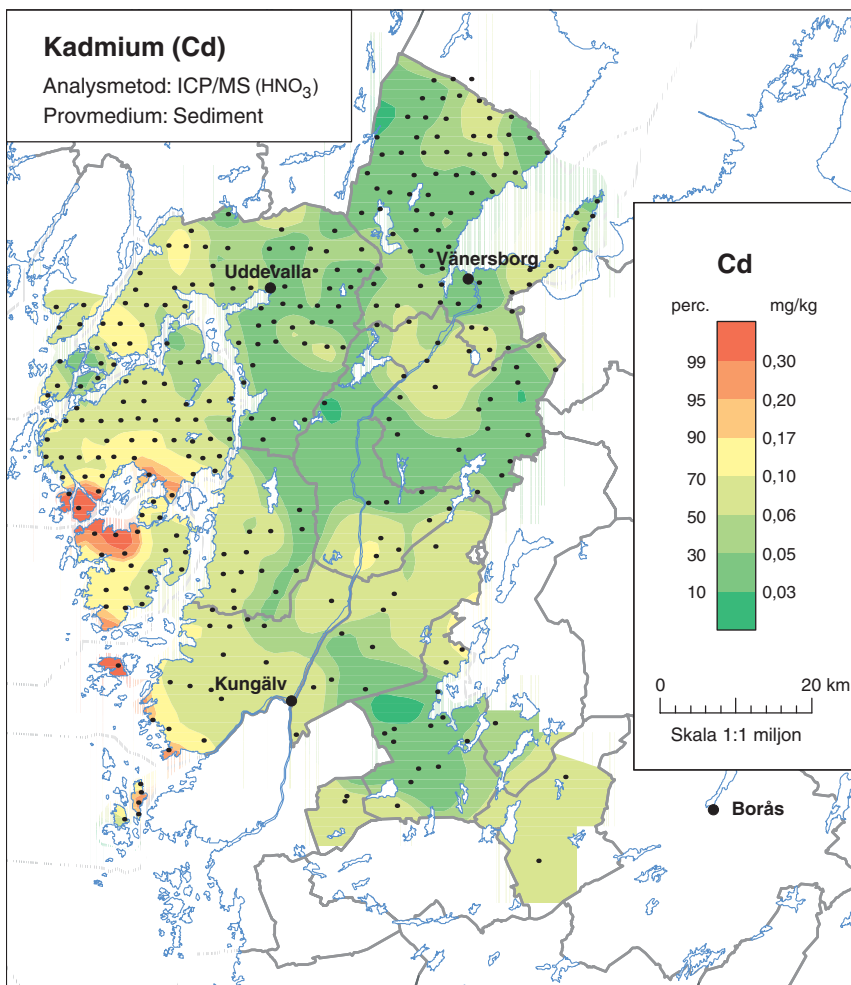 Kadmium (Cd)
Analysmetod: ICP/MS (HNO3)
Provmedium: Sediment
Uddevalla
Vänersborg
Kungälv
Borås
Cd
perc. mg/kg
99 0,30
95 0,20
90 0,17
70 0,10
50 0,06
30 0,05
10 0,03
0 20 km
Skala 1:1 miljon